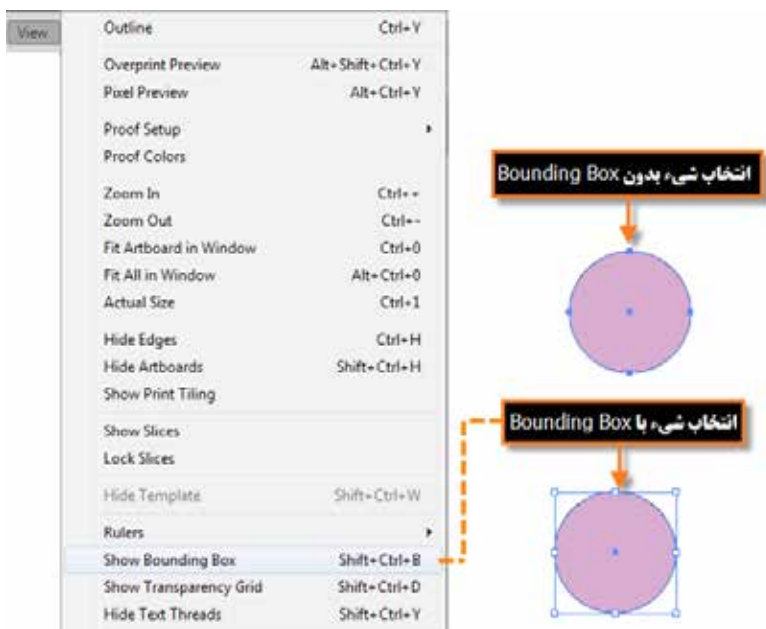 View
Outline Ctrl+Y
Overprint Preview Alt+Shift+Ctrl+Y
Pixel Preview Alt+Ctrl+Y
Proof Setup
Proof Colors
Zoom In Ctrl++
Zoom Out Ctrl+-
Fit Artboard in Window Ctrl+0
Fit All in Window Alt+Ctrl+0
Actual Size Ctrl+1
Hide Edges Ctrl+H
Hide Artboards Shift+Ctrl+H
Show Print Tiling
Show Slices
Lock Slices
Hide Template Shift+Ctrl+W
Rulers
Show Bounding Box Shift+Ctrl+B
Show Transparency Grid Shift+Ctrl+D
Hide Text Threads Shift+Ctrl+Y
انتخاب شیء بدون Bounding Box
انتخاب شیء با Bounding Box